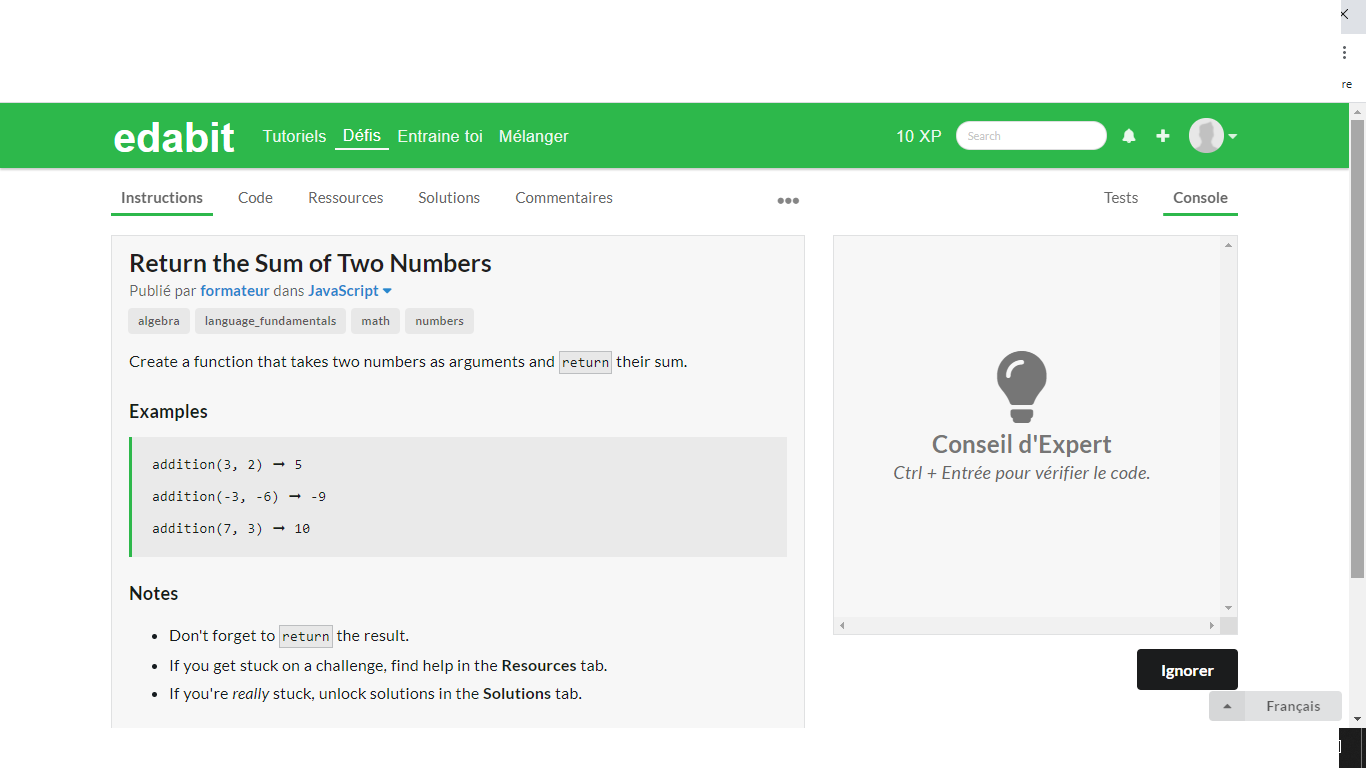 re
edabit Tutoriels Défis Entraine toi Mélanger 10 XP Search
Instructions Code Ressources Solutions Commentaires ••• Tests Console
Return the Sum of Two Numbers
Publié par formateur dans JavaScript
algebra language_fundamentals math numbers
Create a function that takes two numbers as arguments and return their sum.
Examples
addition(3, 2) ➞ 5
addition(-3, -6) ➞ -9
addition(7, 3) ➞ 10
Notes
• Don't forget to return the result.
• If you get stuck on a challenge, find help in the Resources tab.
• If you're really stuck, unlock solutions in the Solutions tab.
Conseil d'Expert
Ctrl + Entrée pour vérifier le code.
Ignorer
Français